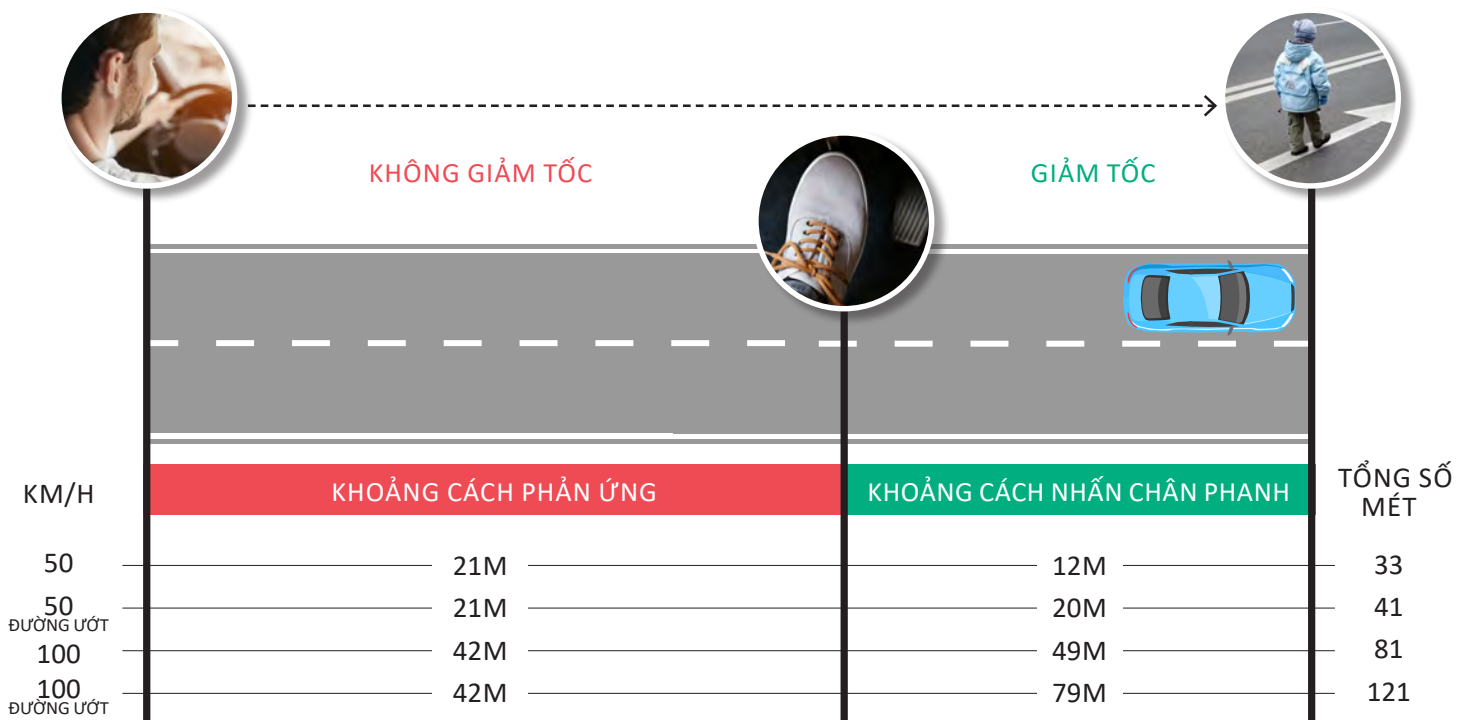 KHÔNG GIẢM TỐC
GIẢM TỐC
KM/H
KHOẢNG CÁCH PHẢN ỨNG
KHOẢNG CÁCH NHẤN CHÂN PHANH
TỔNG SỐ
MÉT
50 21M 12M 33
50 21M 20M 41
ĐƯỜNG ƯỚT
100 42M 49M 81
100 42M 79M 121
ĐƯỜNG ƯỚT